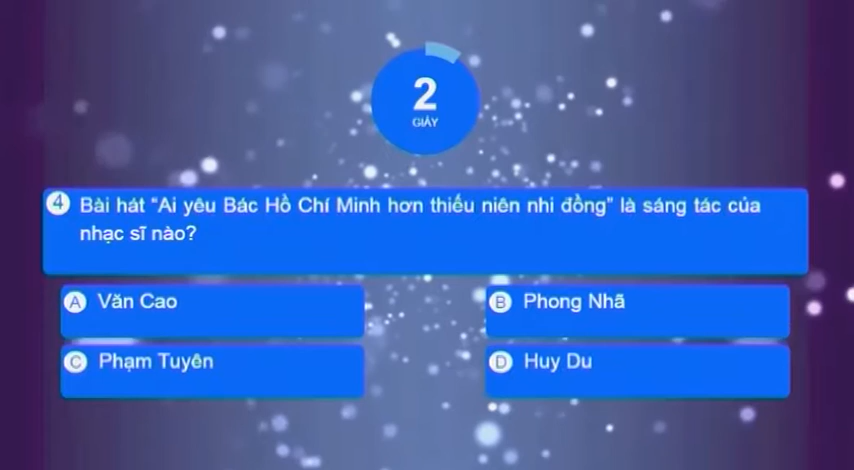 2
GIÂY
4 Bài hát "Ai yêu Bác Hồ Chí Minh hơn thiếu niên nhi đồng" là sáng tác của
nhạc sĩ nào?
A Văn Cao
B Phong Nhã
C Phạm Tuyên
D Huy Du